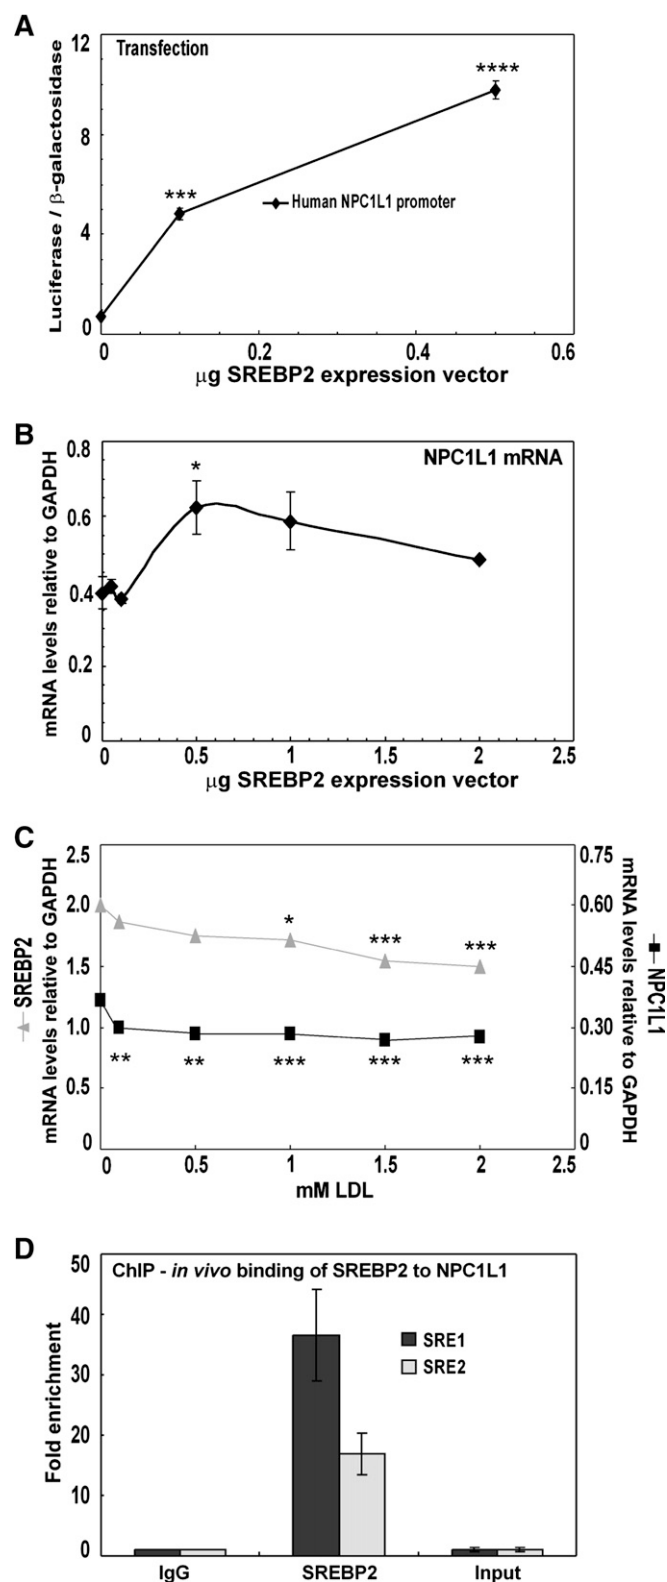 A
Transfection
12
8
4
0
Luciferase / β-galactosidase
***
****
Human NPC1L1 promoter
0
0.2
0.4
0.6
μg SREBP2 expression vector
B
NPC1L1 mRNA
0.8
0.6
0.4
0.2
0
mRNA levels relative to GAPDH
*
0
0.5
1
1.5
2
2.5
μg SREBP2 expression vector
C
SREBP2
mRNA levels relative to GAPDH
2.5
2.0
1.5
1.0
0.5
0
* *** ***
** ** *** *** ***
0.75
0.60
0.45
0.30
0.15
0
mRNA levels relative to GAPDH
NPC1L1
0
0.5
1
1.5
2
2.5
mM LDL
D
ChIP - in vivo binding of SREBP2 to NPC1L1
50
40
30
20
10
0
Fold enrichment
SRE1
SRE2
IgG
SREBP2
Input